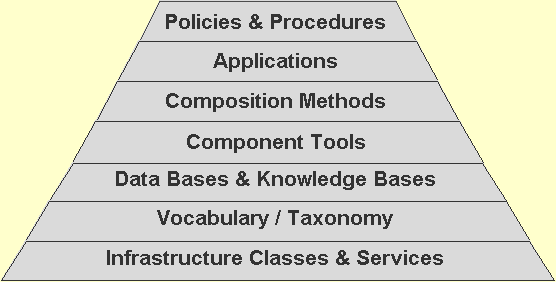 Policies & Procedures
Applications
Composition Methods
Component Tools
Data Bases & Knowledge Bases
Vocabulary / Taxonomy
Infrastructure Classes & Services